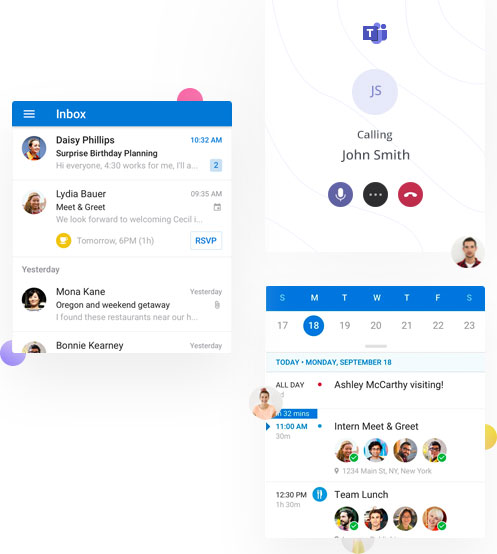 Inbox
Daisy Phillips 10:32 AM
Surprise Birthday Planning
Hi everyone, 4:30 works for me, I'll a... 2
Lydia Bauer 09:35 AM
Meet & Greet
We look forward to welcoming Cecil i...
Tomorrow, 6PM (1h) RSVP
Yesterday
Mona Kane Yesterday
Oregon and weekend getaway
I found these restaurants near our h...
Bonnie Kearney Yesterday
T
JS
Calling
John Smith
S M T W T F S
17 18 19 20 21 22 23
TODAY • MONDAY, SEPTEMBER 18
ALL DAY Ashley McCarthy visiting!
32 mins
11:00 AM Intern Meet & Greet
30m
1234 Main St, NY, New York
12:30 PM Team Lunch
1h 30m